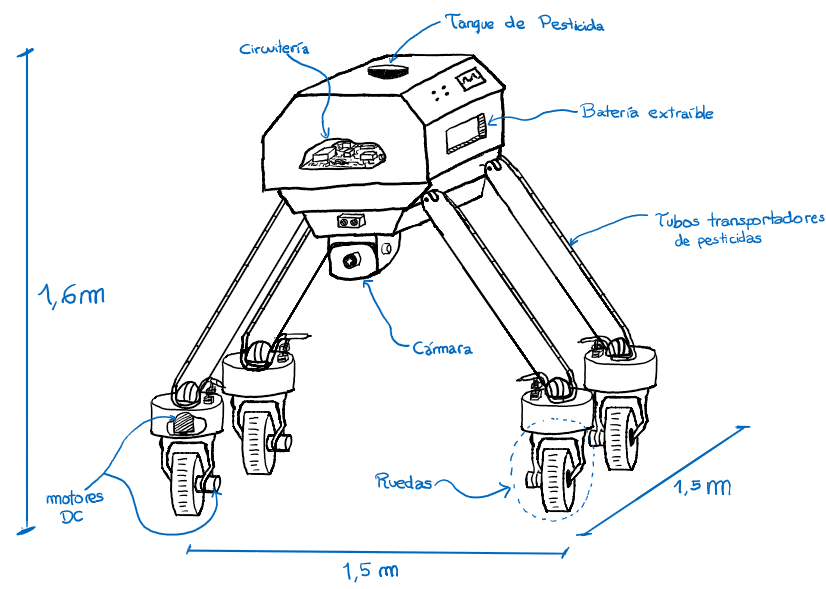 Tanque de Pesticida
Circuitería
Batería extraíble
Tubos transportadores
de pesticidas
1,6m
Cármara
Ruedas
motores
DC
1,5 m
1,5 m